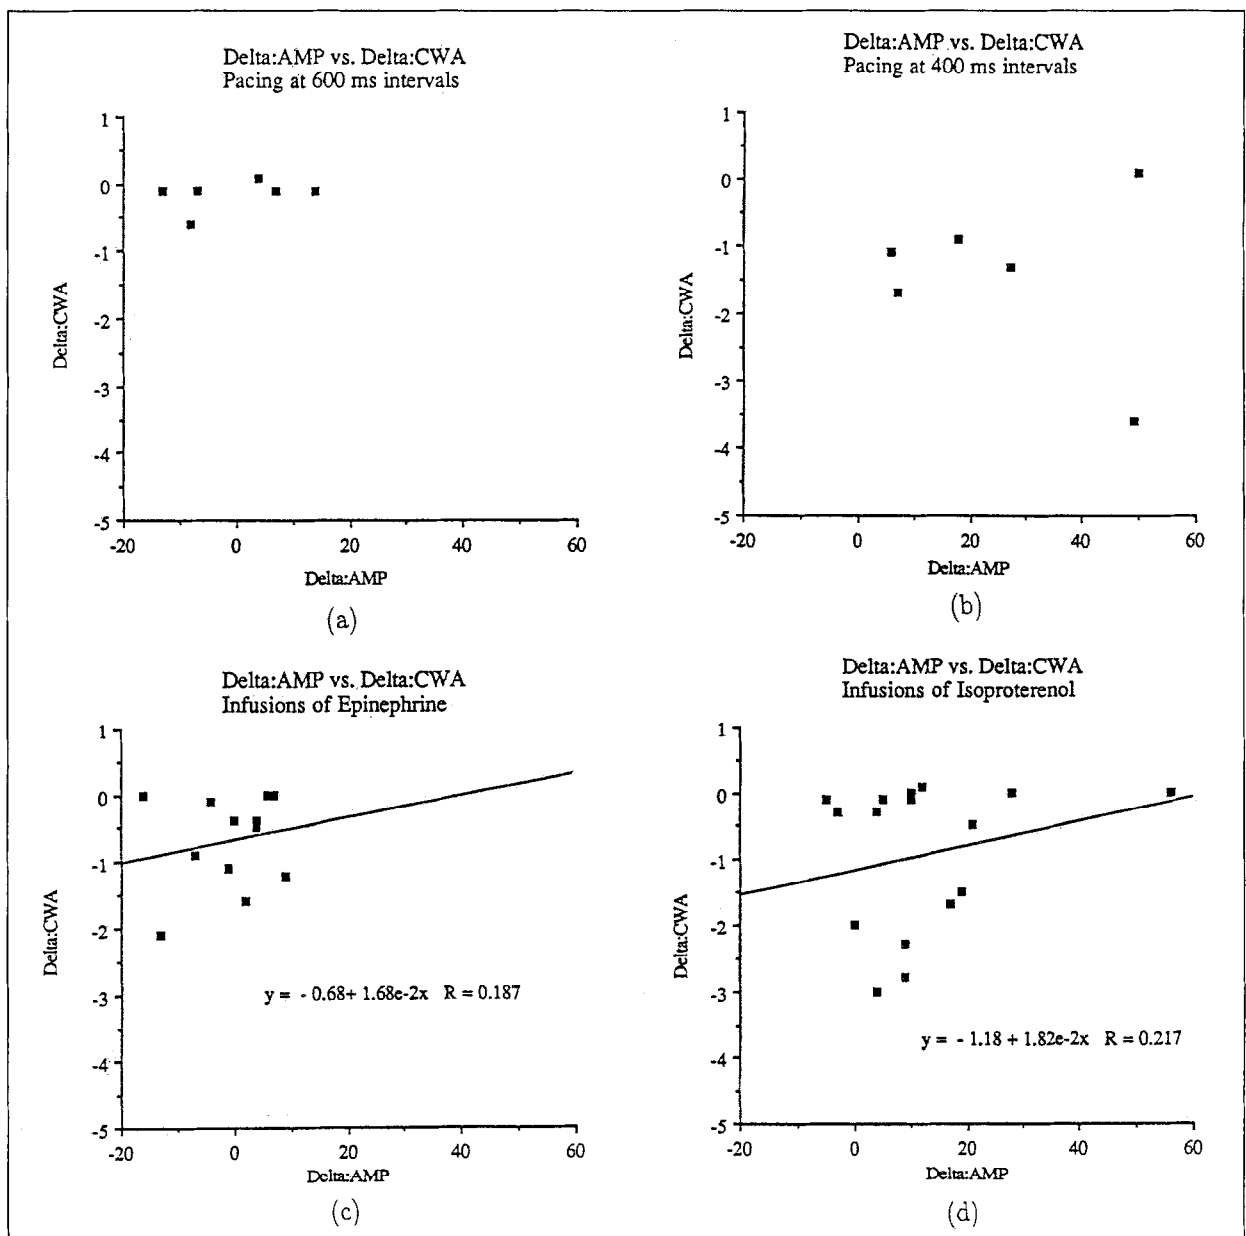 Delta:AMP vs. Delta:CWA
Pacing at 600 ms intervals
1
0
-1
-2
-3
-4
-5
Delta:CWA
-20 0 20 40 60
Delta:AMP
(a)
Delta:AMP vs. Delta:CWA
Pacing at 400 ms intervals
1
0
-1
-2
-3
-4
-5
Delta:CWA
-20 0 20 40 60
Delta:AMP
(b)
Delta:AMP vs. Delta:CWA
Infusions of Epinephrine
1
0
-1
-2
-3
-4
-5
Delta:CWA
y = - 0.68+ 1.68e-2x R = 0.187
-20 0 20 40 60
Delta:AMP
(c)
Delta:AMP vs. Delta:CWA
Infusions of Isoproterenol
1
0
-1
-2
-3
-4
-5
Delta:CWA
y = - 1.18 + 1.82e-2x R = 0.217
-20 0 20 40 60
Delta:AMP
(d)